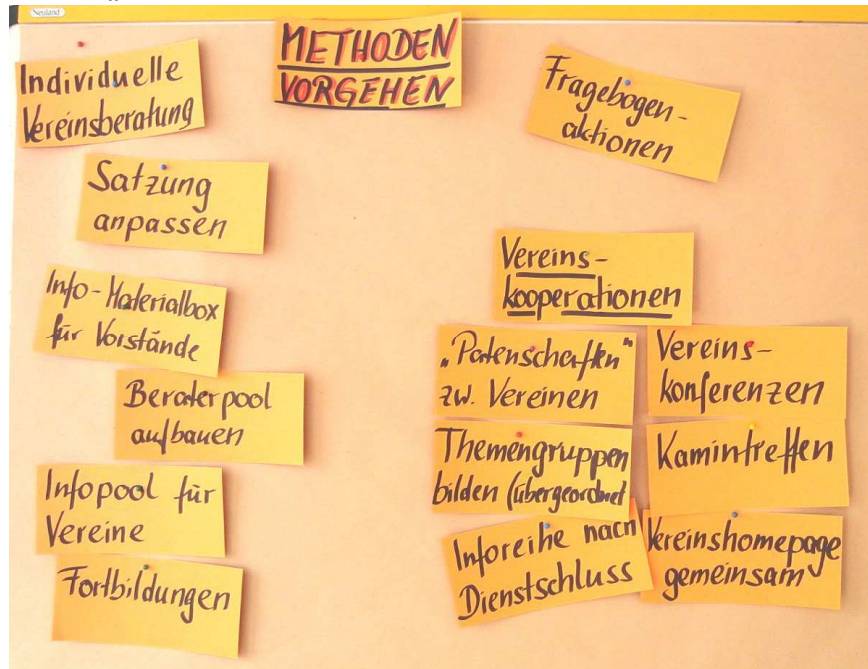 Neuland
METHODEN
VORGEHEN
Individuelle
Vereinsberatung
Satzung
anpassen
Info-Materialbox
für Vorstände
Beraterpool
aufbauen
Infopool für
Vereine
Fortbildungen
Fragebogen-
aktionen
Vereins-
kooperationen
„Patenschaften"
zw. Vereinen
Themengruppen
bilden (übergeordnet
Inforeihe nach
Dienstschluss
Vereins-
konferenzen
Kamintreffen
Vereinshomepage
gemeinsam